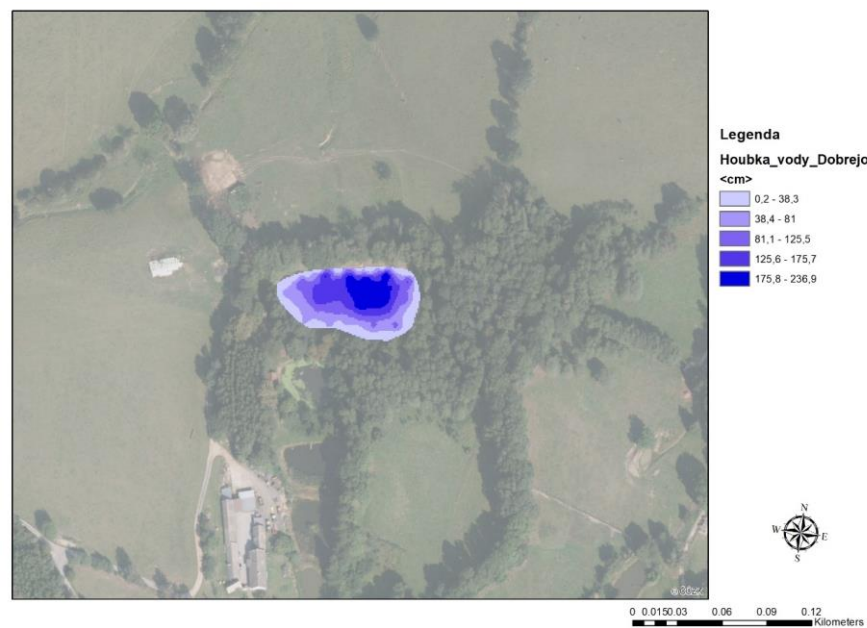 Legenda
Houbka_vody_Dobrejo
<cm>
0,2 - 38,3
38,4 - 81
81,1 - 125,5
125,6 - 175,7
175,8 - 236,9
N
W E
S
0 0.0150.03 0.06 0.09 0.12
Kilometers